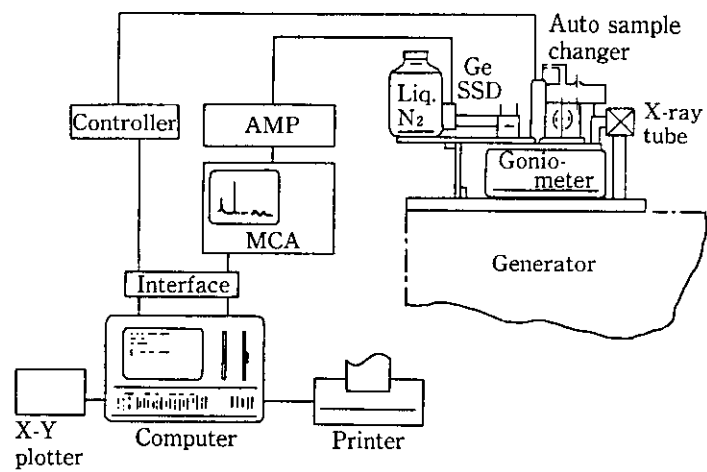 Auto sample
changer
Ge
SSD
Liq.
N2
X-ray
tube
Controller
AMP
Gonio-
meter
MCA
Generator
Interface
X-Y
plotter
Computer
Printer